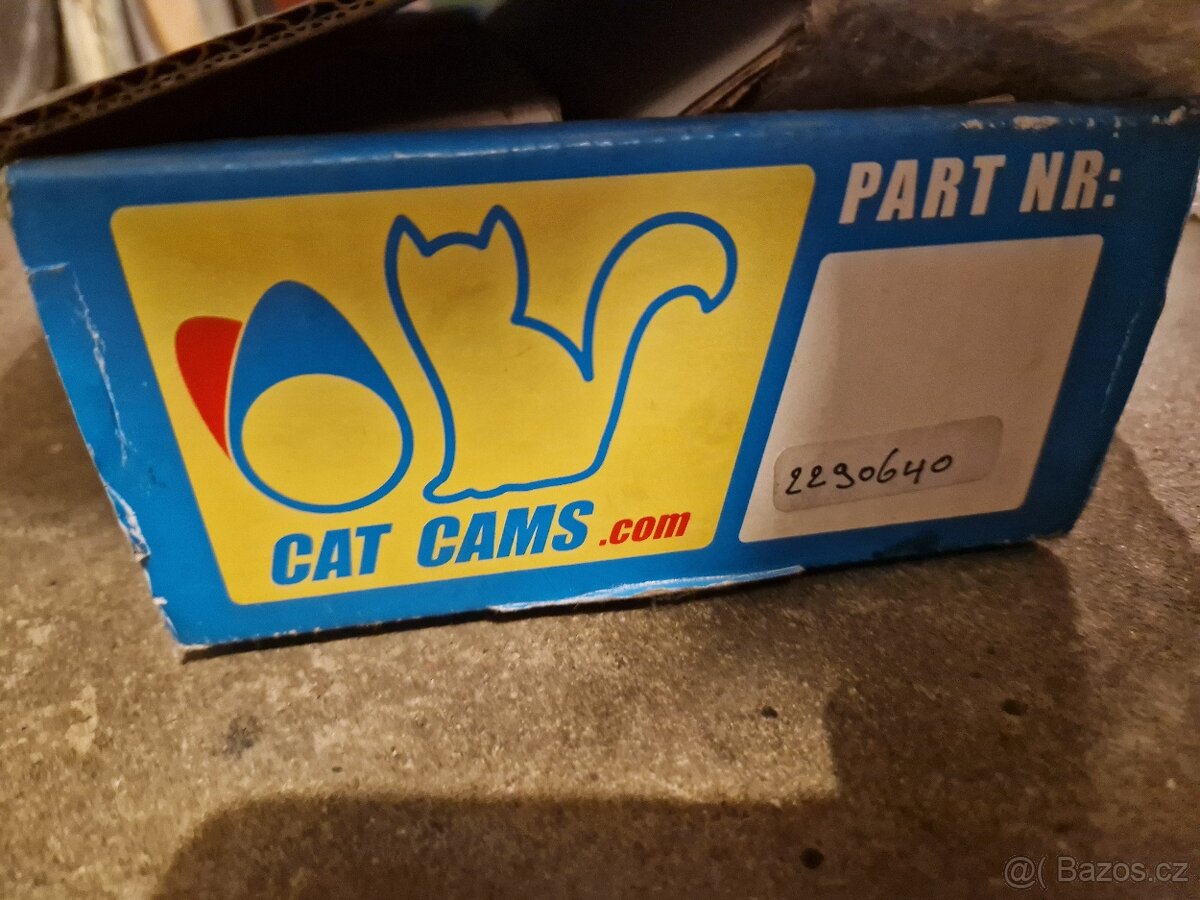 PART NR:
2290640
CAT CAMS.com
@( Bazos.cz